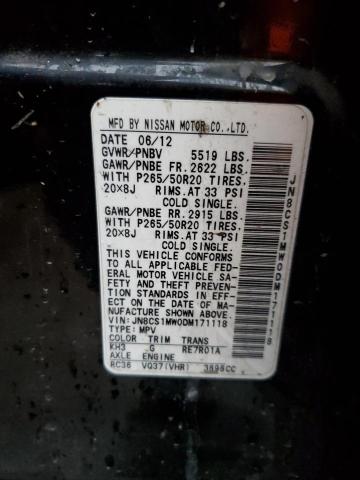 MFD BY NISSAN MOTOR CO.,LTD.
DATE 06/12
GVWR/PNBV 5519 LBS.
GAWR/PNBE FR. 2622 LBS.
WITH P265/50R20 TIRES.
20×8J RIMS.AT 33 PSI
COLD SINGLE.
GAWR/PNBE RR. 2915 LBS.
WITH P265/50R20 TIRES.
20×8J RIMS.AT 33 PSI
COLD SINGLE.
THIS VEHICLE CONFORMS
TO ALL APPLICABLE FED-
ERAL MOTOR VEHICLE SA-
FETY AND THEFT PREVEN-
TION STANDARDS IN EFF-
ECT ON THE DATE OF MA-
NUFACTURE SHOWN ABOVE.
VIN:JN8CS1MW0DM171118
TYPE:MPV
COLOR TRIM TRANS
KH3 G RE7R01A
AXLE ENGINE
RC36 VQ37(VHR) 3696CC
JN8CS1MW0DM171118